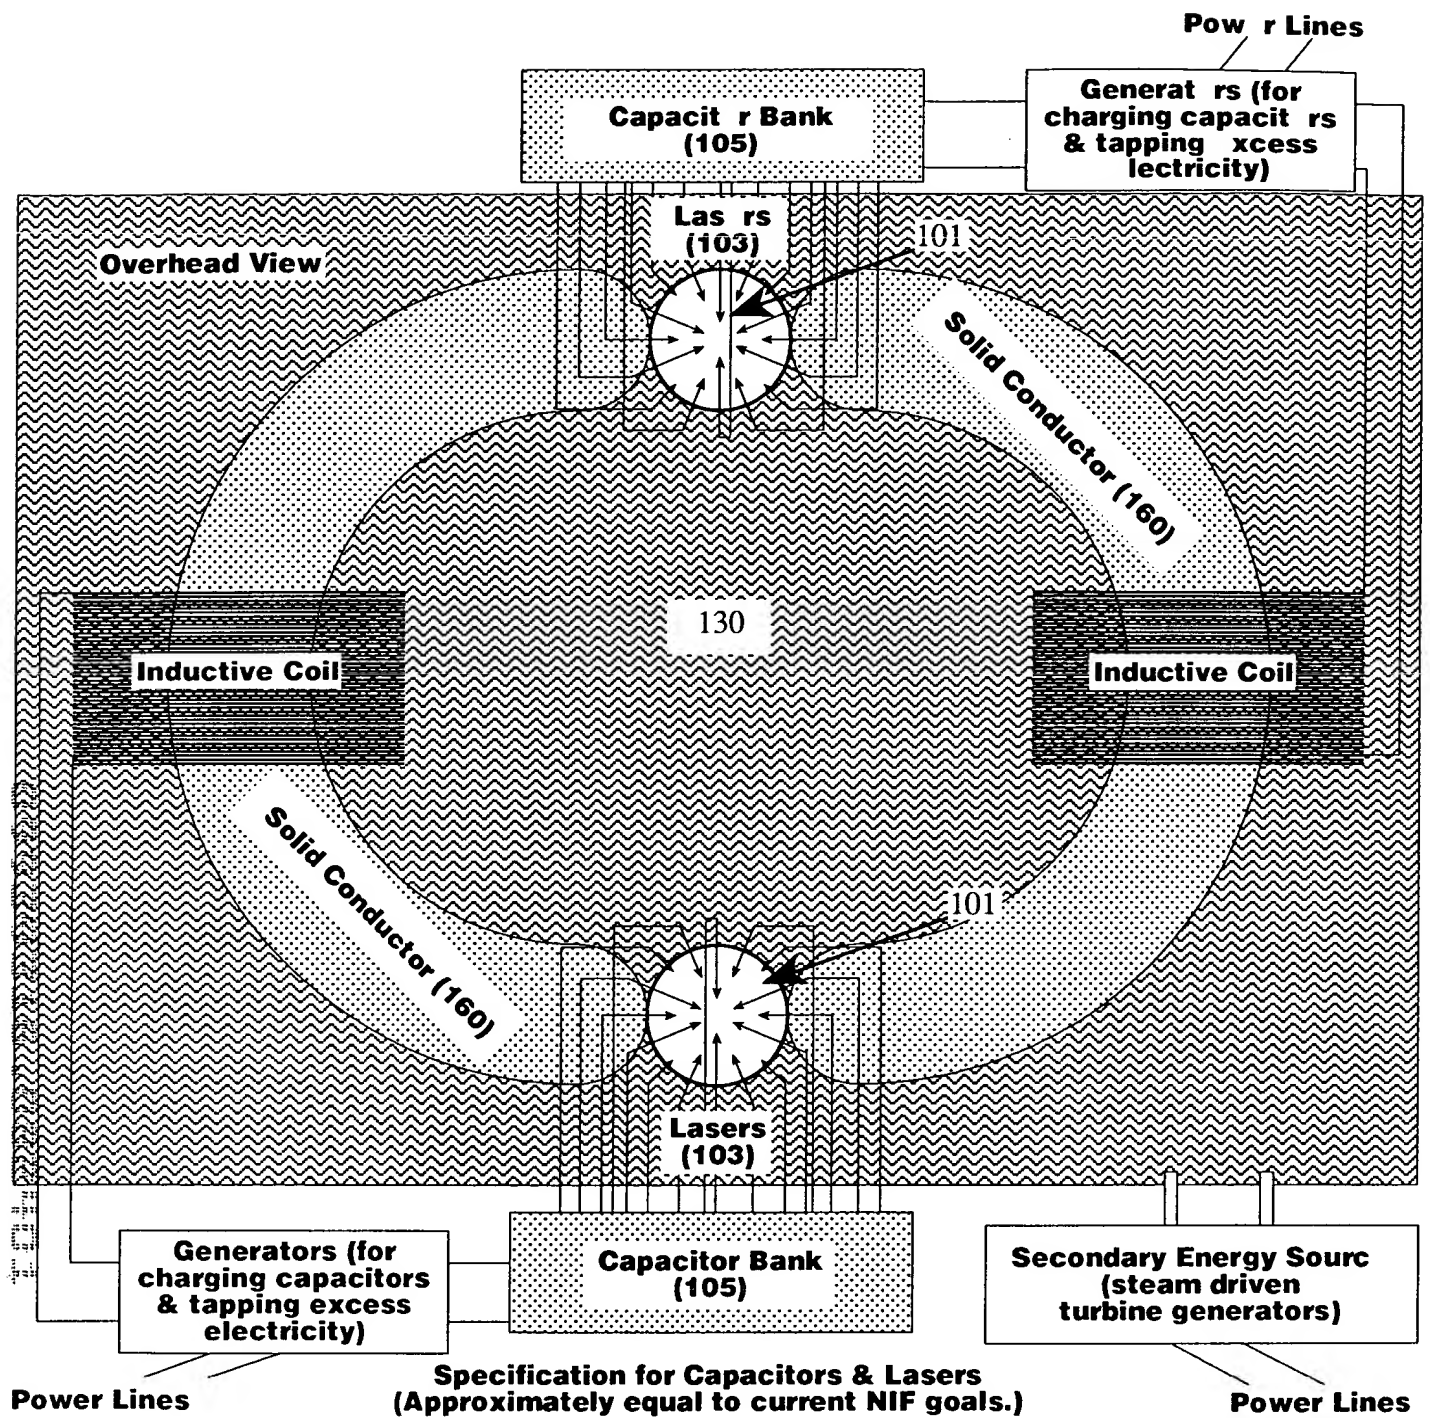 Pow r Lines
Capacit r Bank
(105)
Generat rs (for
charging capacit rs
& tapping xcess
lectricity)
Las rs
(103)
101
Overhead View
Solid Conductor (160)
130
Inductive Coil
Inductive Coil
Solid Conductor (160)
101
Lasers
(103)
Generators (for
charging capacitors
& tapping excess
electricity)
Capacitor Bank
(105)
Secondary Energy Sourc
(steam driven
turbine generators)
Specification for Capacitors & Lasers
(Approximately equal to current NIF goals.)
Power Lines
Power Lines